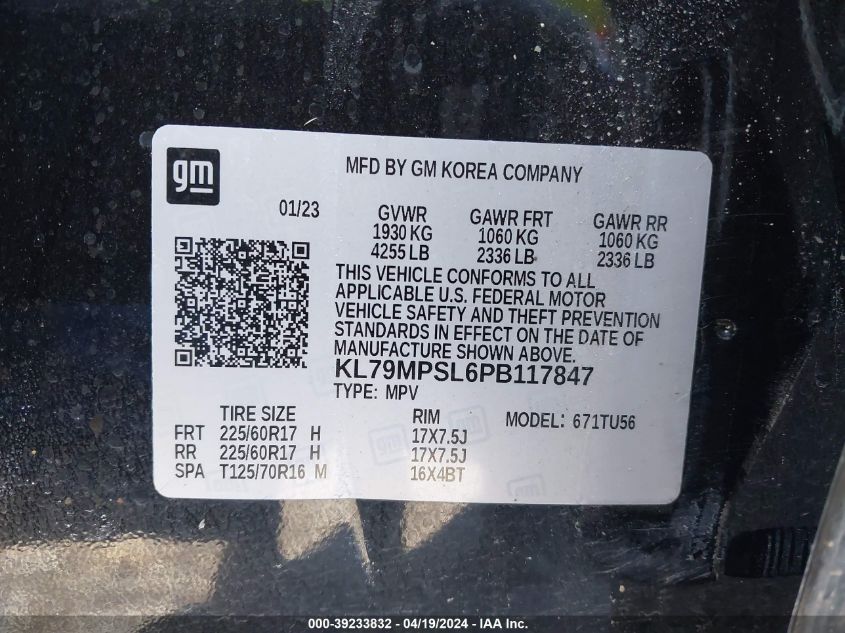 gm
MFD BY GM KOREA COMPANY
01/23
GVWR GAWR FRT GAWR RR
1930 KG 1060 KG 1060 KG
4255 LB 2336 LB 2336 LB
THIS VEHICLE CONFORMS TO ALL
APPLICABLE U.S. FEDERAL MOTOR
VEHICLE SAFETY AND THEFT PREVENTION
STANDARDS IN EFFECT ON THE DATE OF
MANUFACTURE SHOWN ABOVE.
KL79MPSL6PB117847
TYPE: MPV
TIRE SIZE RIM MODEL: 671TU56
FRT 225/60R17 H 17X7.5J
RR 225/60R17 H 17X7.5J
SPA T125/70R16 M 16X4BT
000-39233832 - 04/19/2024 - IAA, Inc.